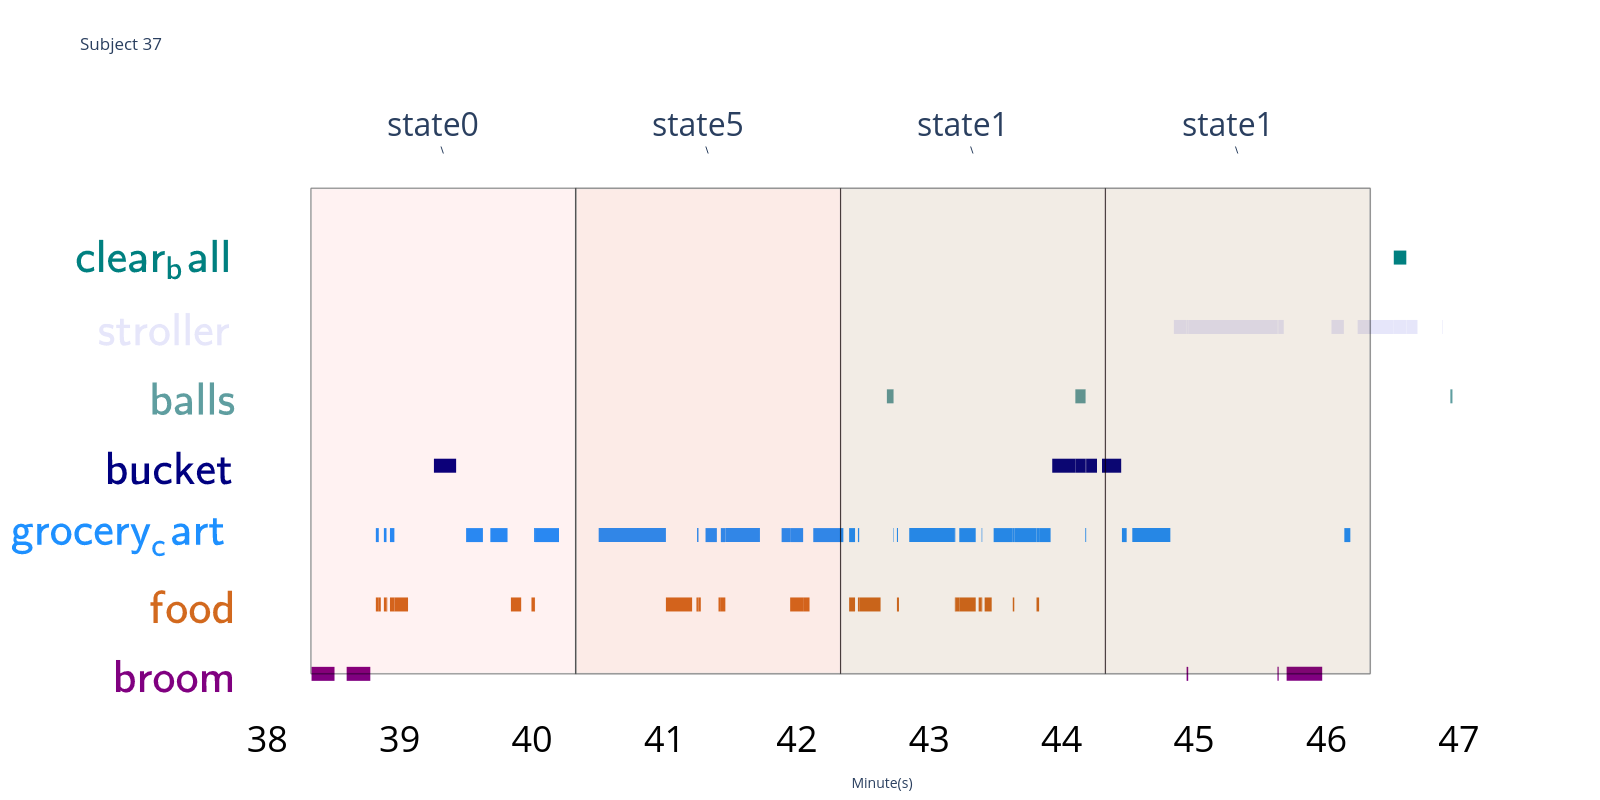 Subject 37
state0 state5 state1 state1
clear_ball
stroller
balls
bucket
grocery_cart
food
broom
38 39 40 41 42 43 44 45 46 47
Minute(s)